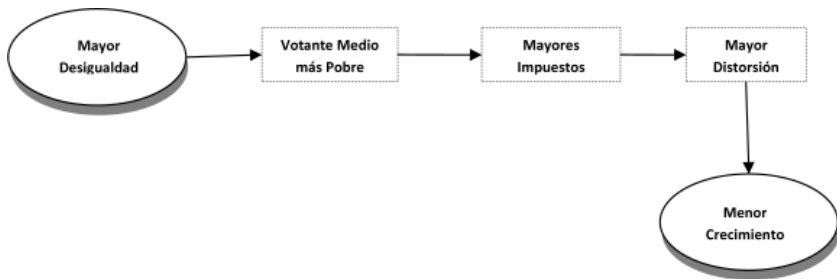 Mayor
Desigualdad
Votante Medio
más Pobre
Mayores
Impuestos
Mayor
Distorsión
Menor
Crecimiento